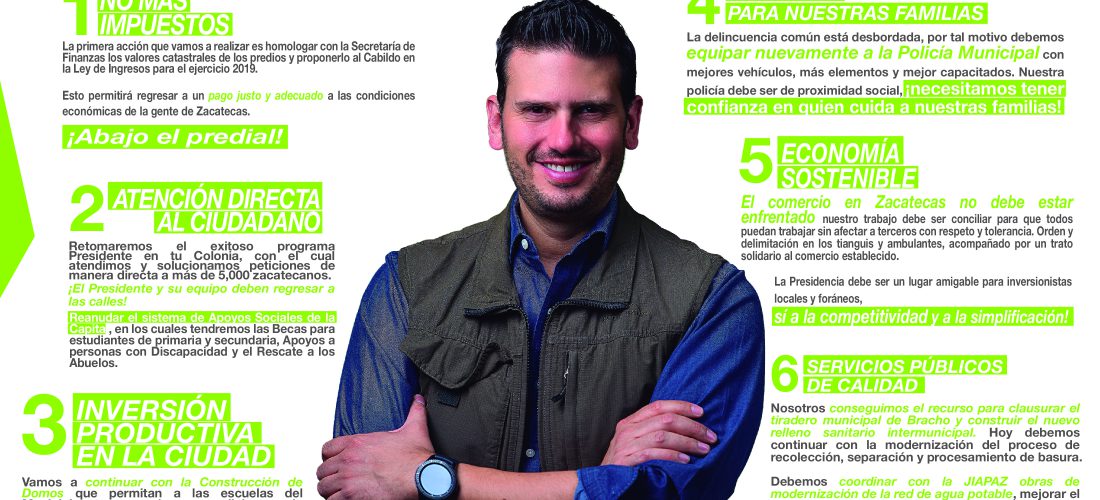 1 NO MÁS
IMPUESTOS
La primera acción que vamos a realizar es homologar con la Secretaría de
Finanzas los valores catastrales de los predios y proponerlo al Cabildo en
la Ley de Ingresos para el ejercicio 2019.
Esto permitirá regresar a un pago justo y adecuado a las condiciones
económicas de la gente de Zacatecas.
¡Abajo el predial!
2 ATENCIÓN DIRECTA
AL CIUDADANO
Retomaremos el exitoso programa
Presidente en tu Colonia, con el cual
atendimos y solucionamos peticiones de
manera directa a más de 5,000 zacatecanos.
¡El Presidente y su equipo deben regresar a
las calles!
Reanudar el sistema de Apoyos Sociales de la
Capital, en los cuales tendremos las Becas para
estudiantes de primaria y secundaria, Apoyos a
personas con Discapacidad y el Rescate a los
Abuelos.
3 INVERSIÓN
PRODUCTIVA
EN LA CIUDAD
Vamos a continuar con la Construcción de
Domos que permitan a las escuelas del
4
PARA NUESTRAS FAMILIAS
La delincuencia común está desbordada, por tal motivo debemos
equipar nuevamente a la Policía Municipal con
mejores vehículos, más elementos y mejor capacitados. Nuestra
policía debe ser de proximidad social, ¡necesitamos tener
confianza en quien cuida a nuestras familias!
5 ECONOMÍA
SOSTENIBLE
El comercio en Zacatecas no debe estar
enfrentado nuestro trabajo debe ser conciliar para que todos
puedan trabajar sin afectar a terceros con respeto y tolerancia. Orden y
delimitación en los tianguis y ambulantes, acompañado por un trato
solidario al comercio establecido.
La Presidencia debe ser un lugar amigable para inversionistas
locales y foráneos,
sí a la competitividad y a la simplificación!
6 SERVICIOS PÚBLICOS
DE CALIDAD
Nosotros conseguimos el recurso para clausurar el
tiradero municipal de Bracho y construir el nuevo
relleno sanitario intermunicipal. Hoy debemos
continuar con la modernización del proceso de
recolección, separación y procesamiento de basura.
Debemos coordinar con la JIAPAZ obras de
modernización de la red de agua potable, mejorar el